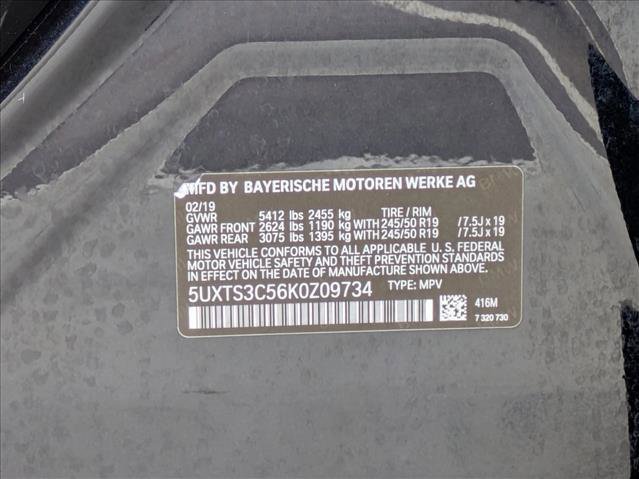 MFD BY BAYERISCHE MOTOREN WERKE AG
02/19
GVWR 5412 lbs 2455 kg TIRE / RIM
GAWR FRONT 2624 lbs 1190 kg WITH 245/50 R19 /7.5J x 19
GAWR REAR 3075 lbs 1395 kg WITH 245/50 R19 /7.5J x 19
THIS VEHICLE CONFORMS TO ALL APPLICABLE U. S. FEDERAL
MOTOR VEHICLE SAFETY AND THEFT PREVENTION STANDARDS
IN EFFECT ON THE DATE OF MANUFACTURE SHOWN ABOVE.
5UXTS3C56K0Z09734 TYPE: MPV
416M
7 320 730